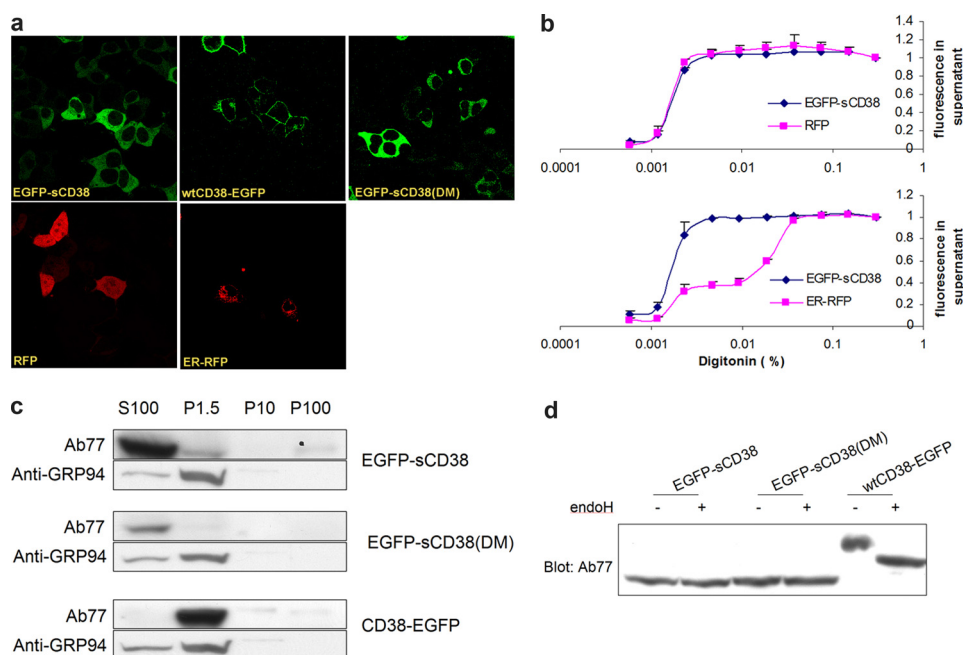 a
EGFP-sCD38
wtCD38-EGFP
EGFP-sCD38(DM)
RFP
ER-RFP
b
1.4
1.2
1
0.8
0.6
0.4
0.2
0
EGFP-sCD38
RFP
fluorescence in
supernatant
0.0001 0.001 0.01 0.1 1
1.4
1.2
1
0.8
0.6
0.4
0.2
0
EGFP-sCD38
ER-RFP
fluorescence in
supernatant
0.0001 0.001 0.01 0.1 1
Digitonin ( %)
c
S100 P1.5 P10 P100
Ab77
Anti-GRP94
EGFP-sCD38
Ab77
Anti-GRP94
EGFP-sCD38(DM)
Ab77
Anti-GRP94
CD38-EGFP
d
EGFP-sCD38
EGFP-sCD38(DM)
wtCD38-EGFP
endoH - + - + - +
Blot: Ab77